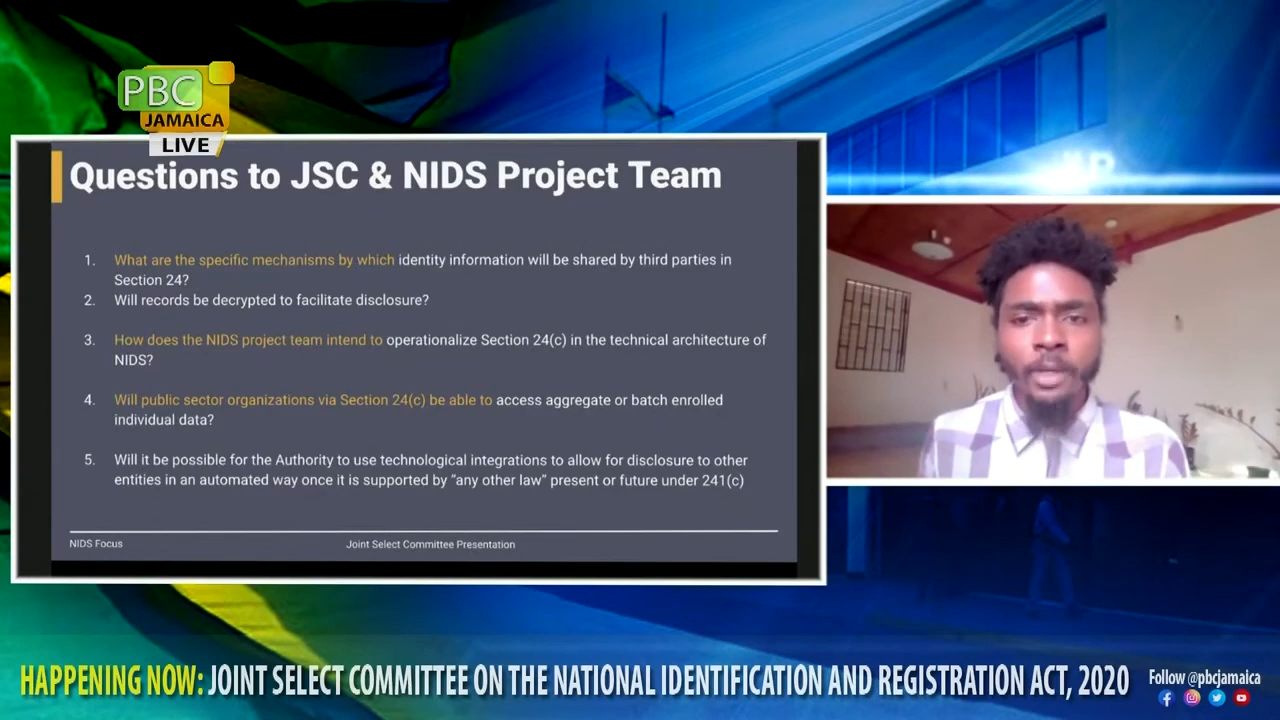 PBC
JAMAICA
LIVE
Questions to JSC & NIDS Project Team
1. What are the specific mechanisms by which identity information will be shared by third parties in
Section 24?
2. Will records be decrypted to facilitate disclosure?
3. How does the NIDS project team intend to operationalize Section 24(c) in the technical architecture of
NIDS?
4. Will public sector organizations via Section 24(c) be able to access aggregate or batch enrolled
individual data?
5. Will it be possible for the Authority to use technological integrations to allow for disclosure to other
entities in an automated way once it is supported by "any other law" present or future under 241(c)
NIDS Focus
Joint Select Committee Presentation
HAPPENING NOW: JOINT SELECT COMMITTEE ON THE NATIONAL IDENTIFICATION AND REGISTRATION ACT, 2020
Follow @pbcjamaica